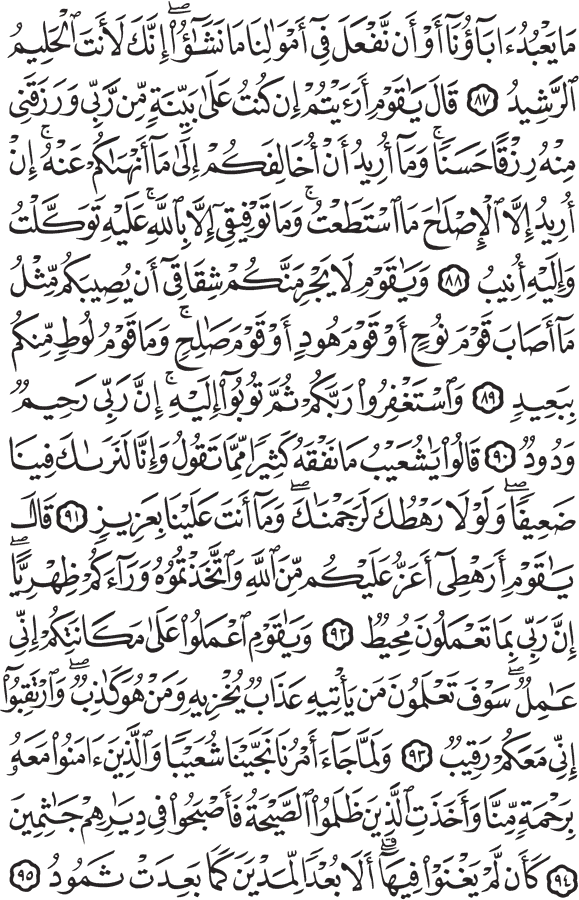 مَا يَعْبُدُ ءَابَآؤُنَآ أَوْ أَن نَّفْعَلَ فِىٓ أَمْوَٰلِنَا مَا نَشَـٰٓؤُا۟ ۖ إِنَّكَ لَأَنتَ ٱلْحَلِيمُ
ٱلرَّشِيدُ ٨٧ قَالَ يَـٰقَوْمِ أَرَءَيْتُمْ إِن كُنتُ عَلَىٰ بَيِّنَةٍ مِّن رَّبِّى وَرَزَقَنِى
مِنْهُ رِزْقًا حَسَنًا ۚ وَمَآ أُرِيدُ أَنْ أُخَالِفَكُمْ إِلَىٰ مَآ أَنْهَىٰكُمْ عَنْهُ ۚ إِنْ
أُرِيدُ إِلَّا ٱلْإِصْلَـٰحَ مَا ٱسْتَطَعْتُ ۚ وَمَا تَوْفِيقِىٓ إِلَّا بِٱللَّهِ ۚ عَلَيْهِ تَوَكَّلْتُ
وَإِلَيْهِ أُنِيبُ ٨٨ وَيَـٰقَوْمِ لَا يَجْرِمَنَّكُمْ شِقَاقِىٓ أَن يُصِيبَكُم مِّثْلُ
مَآ أَصَابَ قَوْمَ نُوحٍ أَوْ قَوْمَ هُودٍ أَوْ قَوْمَ صَـٰلِحٍ ۚ وَمَا قَوْمُ لُوطٍ مِّنكُم
بِبَعِيدٍ ٨٩ وَٱسْتَغْفِرُوا۟ رَبَّكُمْ ثُمَّ تُوبُوٓا۟ إِلَيْهِ ۚ إِنَّ رَبِّى رَحِيمٌ
وَدُودٌ ٩٠ قَالُوا۟ يَـٰشُعَيْبُ مَا نَفْقَهُ كَثِيرًا مِّمَّا تَقُولُ وَإِنَّا لَنَرَىٰكَ فِينَا
ضَعِيفًا ۖ وَلَوْلَا رَهْطُكَ لَرَجَمْنَـٰكَ ۖ وَمَآ أَنتَ عَلَيْنَا بِعَزِيزٍ ٩١ قَالَ
يَـٰقَوْمِ أَرَهْطِىٓ أَعَزُّ عَلَيْكُم مِّنَ ٱللَّهِ وَٱتَّخَذْتُمُوهُ وَرَآءَكُمْ ظِهْرِيًّا ۖ
إِنَّ رَبِّى بِمَا تَعْمَلُونَ مُحِيطٌ ٩٢ وَيَـٰقَوْمِ ٱعْمَلُوا۟ عَلَىٰ مَكَانَتِكُمْ إِنِّى
عَـٰمِلٌ ۖ سَوْفَ تَعْلَمُونَ مَن يَأْتِيهِ عَذَابٌ يُخْزِيهِ وَمَنْ هُوَ كَـٰذِبٌ ۖ وَٱرْتَقِبُوٓا۟
إِنِّى مَعَكُمْ رَقِيبٌ ٩٣ وَلَمَّا جَآءَ أَمْرُنَا نَجَّيْنَا شُعَيْبًا وَٱلَّذِينَ ءَامَنُوا۟ مَعَهُۥ
بِرَحْمَةٍ مِّنَّا وَأَخَذَتِ ٱلَّذِينَ ظَلَمُوا۟ ٱلصَّيْحَةُ فَأَصْبَحُوا۟ فِى دِيَـٰرِهِمْ جَـٰثِمِينَ
٩٤ كَأَن لَّمْ يَغْنَوْا۟ فِيهَآ ۗ أَلَا بُعْدًا لِّمَدْيَنَ كَمَا بَعِدَتْ ثَمُودُ ٩٥